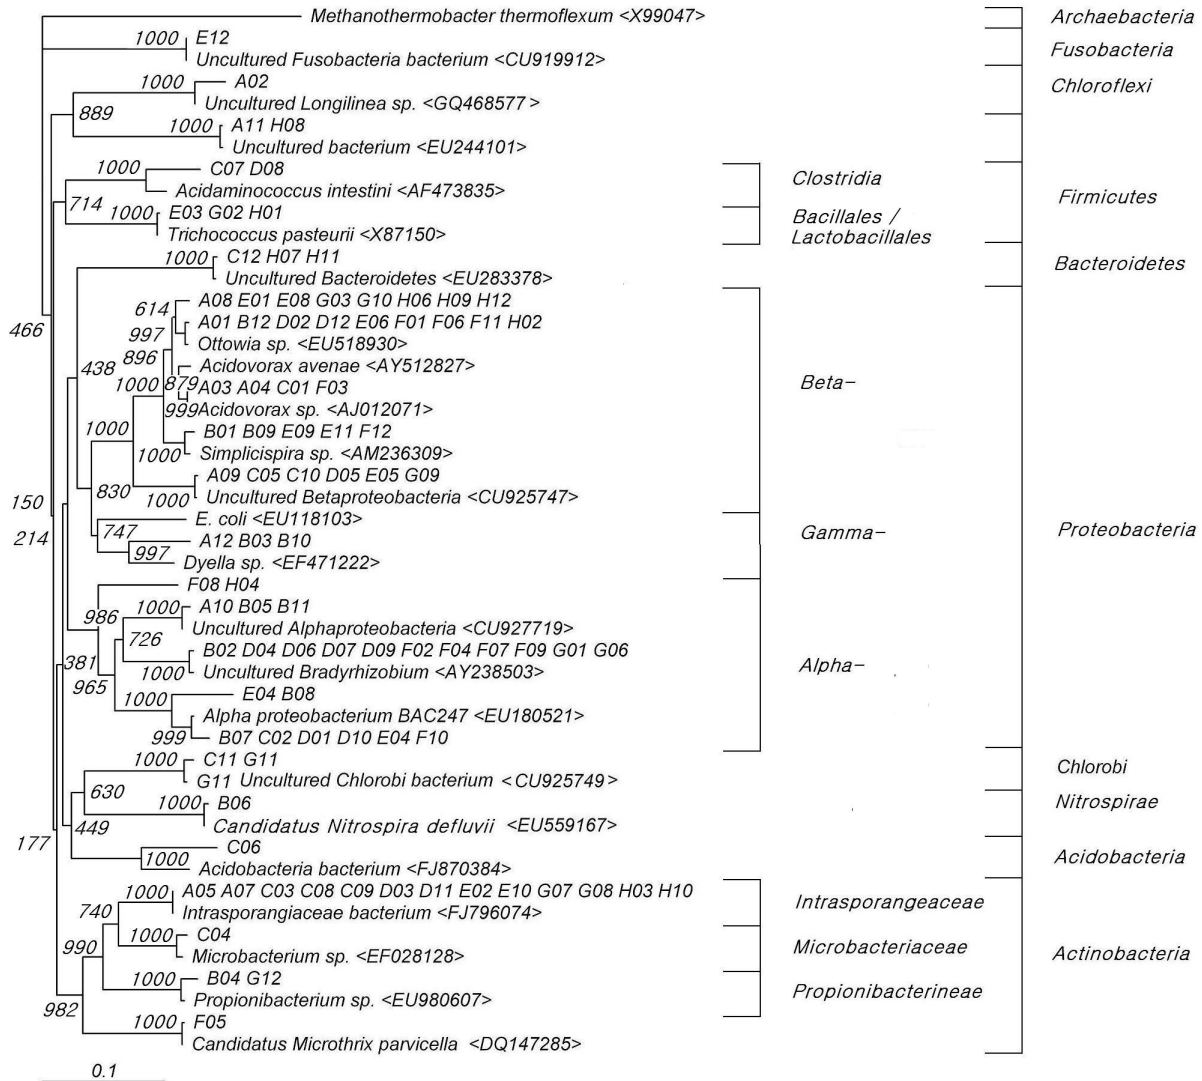 Methanothermobacter thermoflexum <X99047>
Archaebacteria
1000 E12
Uncultured Fusobacteria bacterium <CU919912>
Fusobacteria
1000 A02
Uncultured Longilinea sp. <GQ468577>
Chloroflexi
889
1000 A11 H08
Uncultured bacterium <EU244101>
1000 C07 D08
Acidaminococcus intestini <AF473835>
Clostridia
Firmicutes
714
1000 E03 G02 H01
Trichococcus pasteurii <X87150>
Bacillales /
Lactobacillales
1000 C12 H07 H11
Uncultured Bacteroidetes <EU283378>
Bacteroidetes
614 A08 E01 E08 G03 G10 H06 H09 H12
466
997 A01 B12 D02 D12 E06 F01 F06 F11 H02
Ottowia sp. <EU518930>
896
438
Acidovorax avenae <AY512827>
Beta-
1000 879 A03 A04 C01 F03
999 Acidovorax sp. <AJ012071>
1000
B01 B09 E09 E11 F12
1000 Simplicispira sp. <AM236309>
A09 C05 C10 D05 E05 G09
830
1000 Uncultured Betaproteobacteria <CU925747>
150
E. coli <EU118103>
747
Gamma-
Proteobacteria
214
A12 B03 B10
997
Dyella sp. <EF471222>
F08 H04
986
1000 A10 B05 B11
Uncultured Alphaproteobacteria <CU927719>
726
B02 D04 D06 D07 D09 F02 F04 F07 F09 G01 G06
381
1000 Uncultured Bradyrhizobium <AY238503>
Alpha-
965
1000 E04 B08
Alpha proteobacterium BAC247 <EU180521>
999 B07 C02 D01 D10 E04 F10
1000 C11 G11
G11 Uncultured Chlorobi bacterium <CU925749>
Chlorobi
630
1000 B06
Candidatus Nitrospira defluvii <EU559167>
Nitrospirae
449
177
C06
1000
Acidobacteria bacterium <FJ870384>
Acidobacteria
1000 A05 A07 C03 C08 C09 D03 D11 E02 E10 G07 G08 H03 H10
Intrasporangiaceae bacterium <FJ796074>
Intrasporangeaceae
740
1000 C04
Microbacterium sp. <EF028128>
Microbacteriaceae
Actinobacteria
990
1000 B04 G12
Propionibacterium sp. <EU980607>
Propionibacterineae
982
1000 F05
Candidatus Microthrix parvicella <DQ147285>
0.1